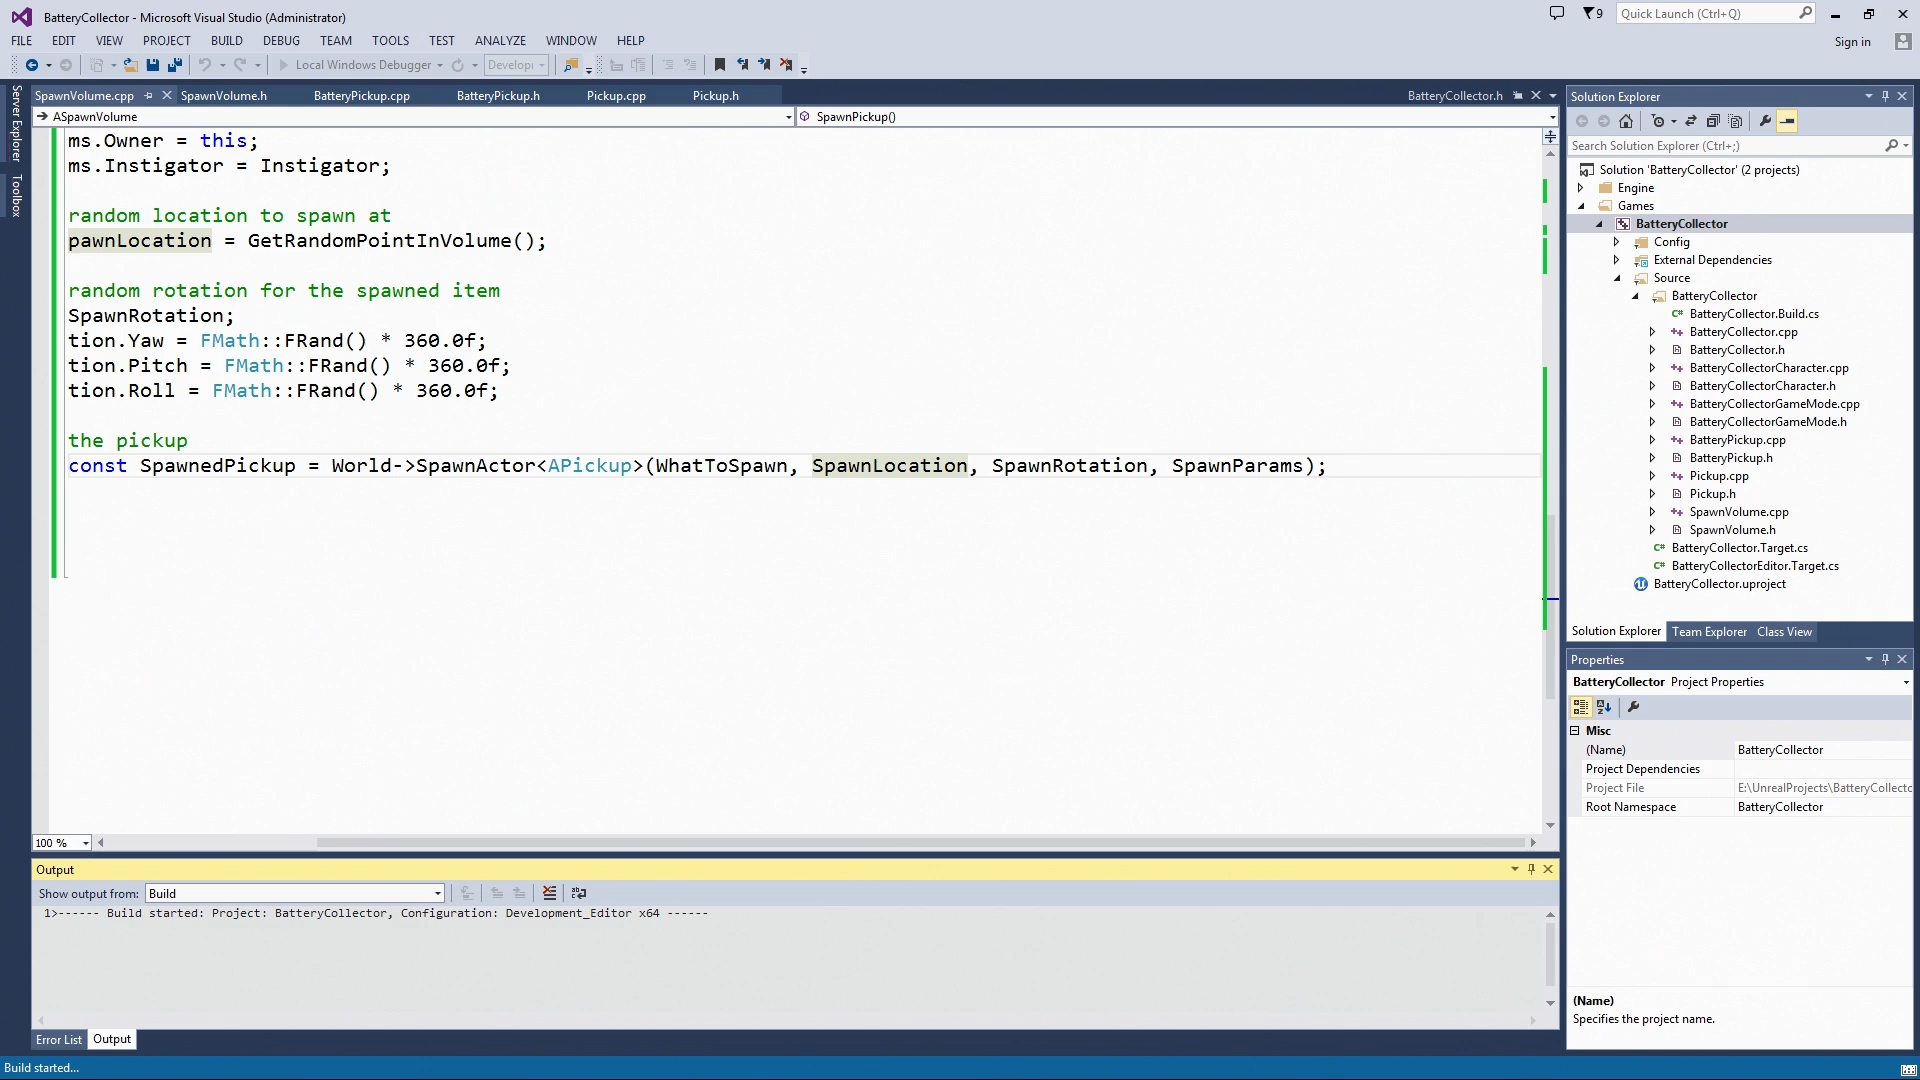 BatteryCollector - Microsoft Visual Studio (Administrator)
9
Quick Launch (Ctrl+Q)
FILE EDIT VIEW PROJECT BUILD DEBUG TEAM TOOLS TEST ANALYZE WINDOW HELP
Sign in
Local Windows Debugger
Develop
Server Explorer
Toolbox
SpawnVolume.cpp SpawnVolume.h BatteryPickup.cpp BatteryPickup.h Pickup.cpp Pickup.h BatteryCollector.h
ASpawnVolume SpawnPickup()
ms.Owner = this;
ms.Instigator = Instigator;
random location to spawn at
pawnLocation = GetRandomPointInVolume();
random rotation for the spawned item
SpawnRotation;
tion.Yaw = FMath::FRand() * 360.0f;
tion.Pitch = FMath::FRand() * 360.0f;
tion.Roll = FMath::FRand() * 360.0f;
the pickup
const SpawnedPickup = World->SpawnActor<APickup>(WhatToSpawn, SpawnLocation, SpawnRotation, SpawnParams);
100 %
Output
Show output from: Build
1>------ Build started: Project: BatteryCollector, Configuration: Development_Editor x64 ------
Error List Output
Build started...
Solution Explorer
Search Solution Explorer (Ctrl+;)
Solution 'BatteryCollector' (2 projects)
Engine
Games
BatteryCollector
Config
External Dependencies
Source
BatteryCollector
BatteryCollector.Build.cs
BatteryCollector.cpp
BatteryCollector.h
BatteryCollectorCharacter.cpp
BatteryCollectorCharacter.h
BatteryCollectorGameMode.cpp
BatteryCollectorGameMode.h
BatteryPickup.cpp
BatteryPickup.h
Pickup.cpp
Pickup.h
SpawnVolume.cpp
SpawnVolume.h
BatteryCollector.Target.cs
BatteryCollectorEditor.Target.cs
BatteryCollector.uproject
Solution Explorer Team Explorer Class View
Properties
BatteryCollector Project Properties
Misc
(Name) BatteryCollector
Project Dependencies
Project File E:\UnrealProjects\BatteryCollecto
Root Namespace BatteryCollector
(Name)
Specifies the project name.